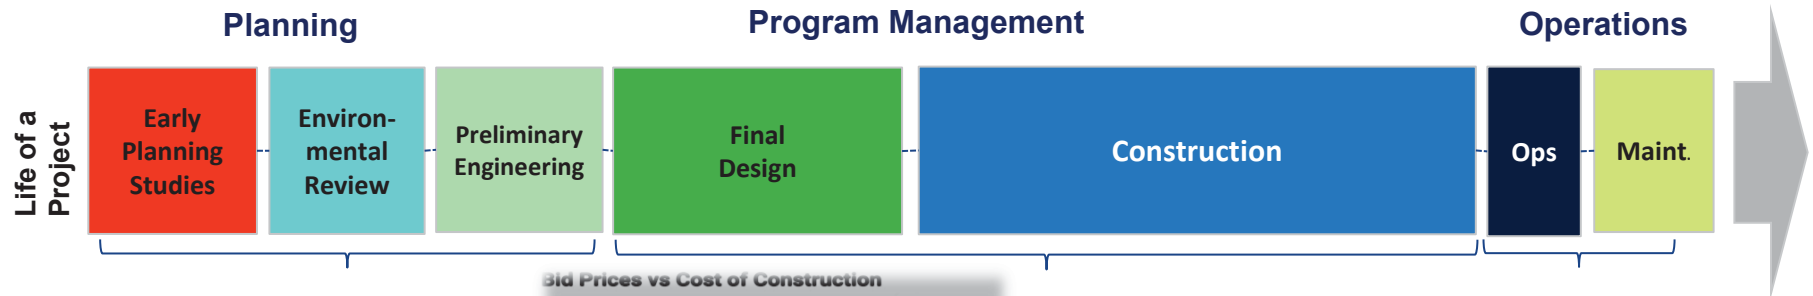 Planning
Program Management
Operations
Life of a
Project
Early
Planning
Studies
Environ-
mental
Review
Preliminary
Engineering
Final
Design
Construction
Ops
Maint.
Bid Prices vs Cost of Construction